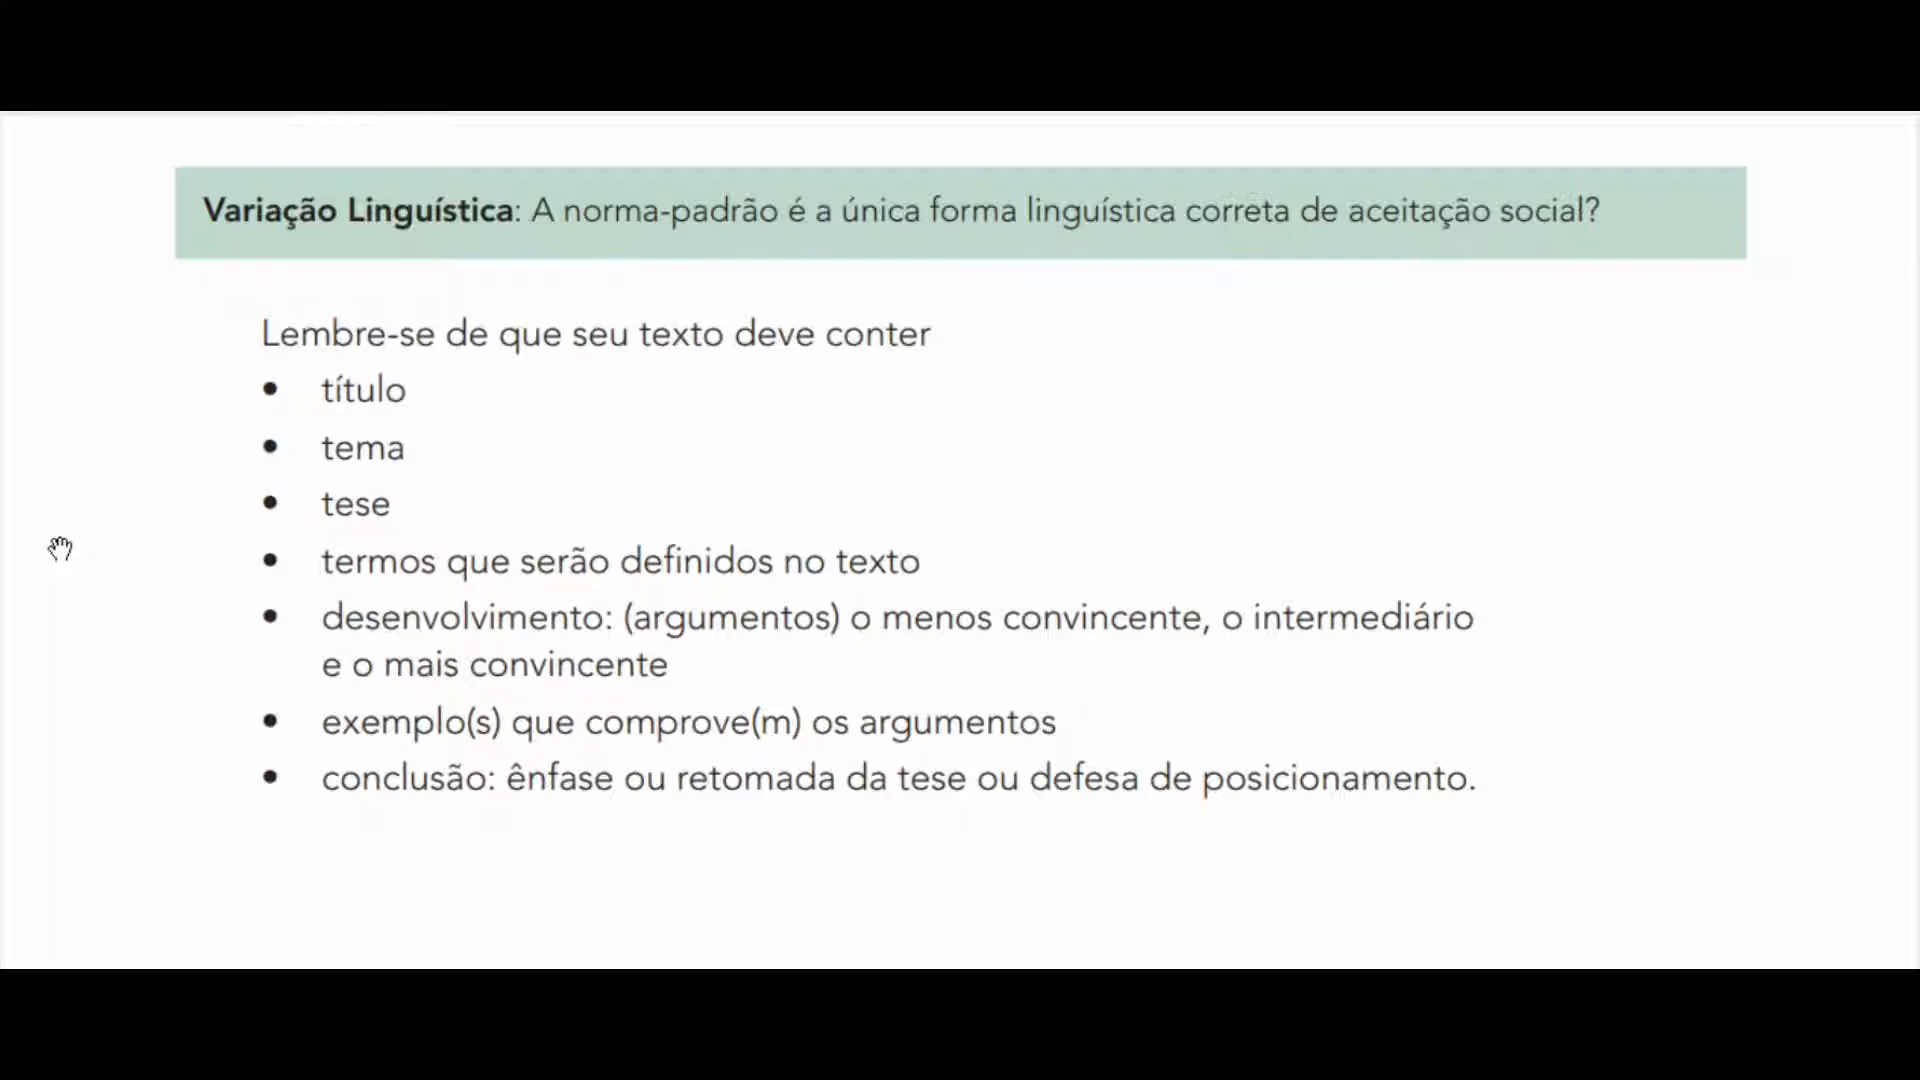 Variação Linguística: A norma-padrão é a única forma linguística correta de aceitação social?
Lembre-se de que seu texto deve conter
• título
• tema
• tese
• termos que serão definidos no texto
• desenvolvimento: (argumentos) o menos convincente, o intermediário
e o mais convincente
• exemplo(s) que comprove(m) os argumentos
• conclusão: ênfase ou retomada da tese ou defesa de posicionamento.